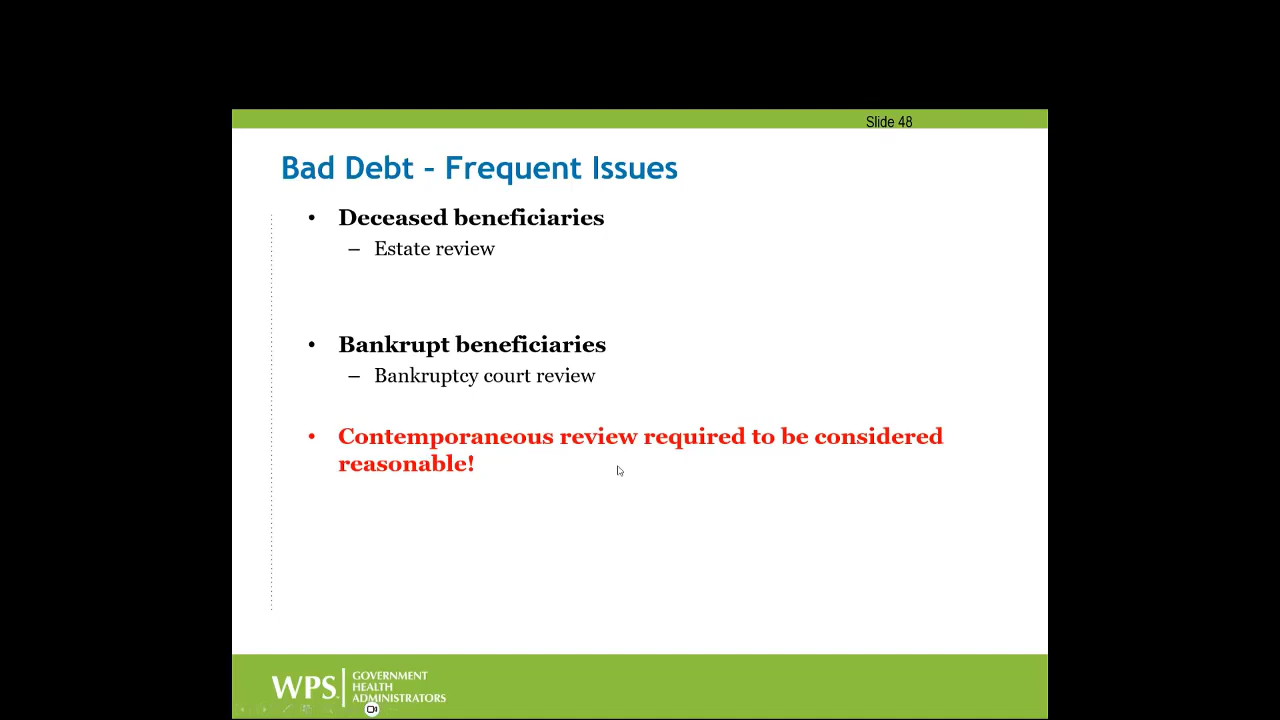 Slide 48
Bad Debt – Frequent Issues
• Deceased beneficiaries
– Estate review
• Bankrupt beneficiaries
– Bankruptcy court review
• Contemporaneous review required to be considered
reasonable!
WPS
GOVERNMENT
HEALTH
ADMINISTRATORS